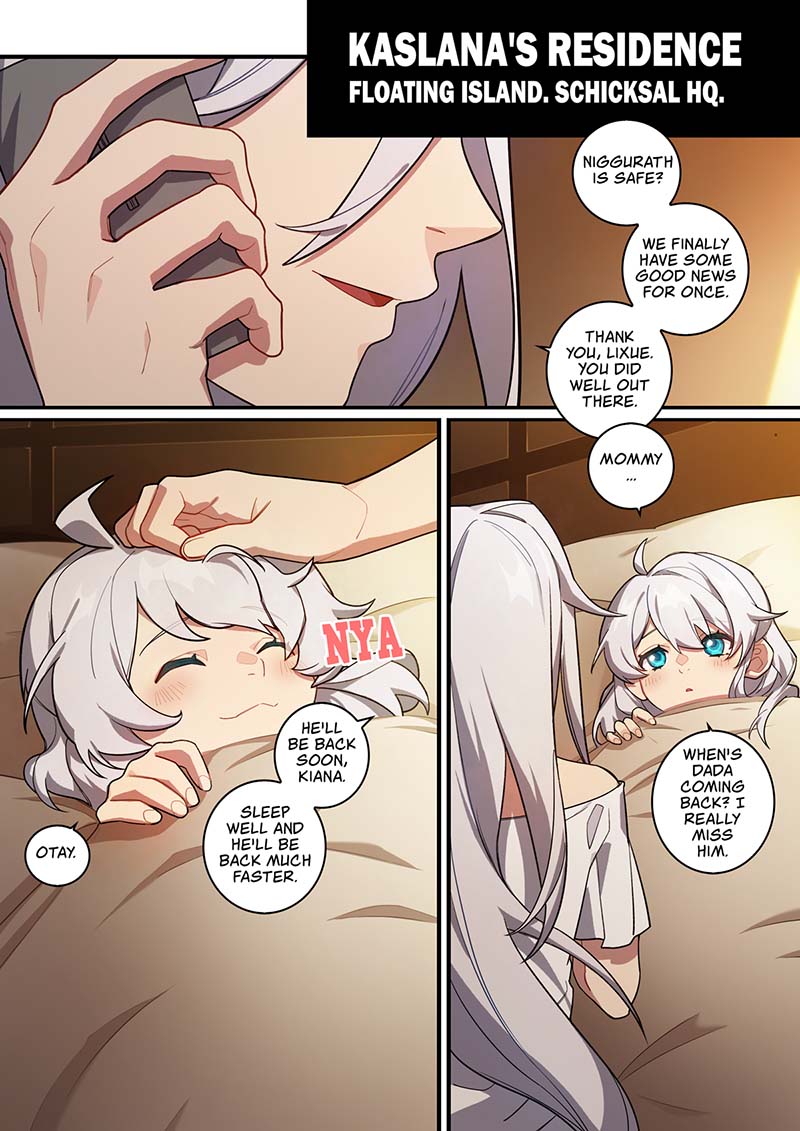 KASLANA'S RESIDENCE
FLOATING ISLAND. SCHICKSAL HQ.
NIGGURATH
IS SAFE?
WE FINALLY
HAVE SOME
GOOD NEWS
FOR ONCE.
THANK
YOU, LIXUE.
YOU DID
WELL OUT
THERE.
MOMMY
...
WHEN'S
DADA
COMING
BACK? I
REALLY
MISS
HIM.
NYA
HE'LL
BE BACK
SOON,
KIANA.
SLEEP
WELL AND
HE'LL BE
BACK MUCH
FASTER.
OTAY.